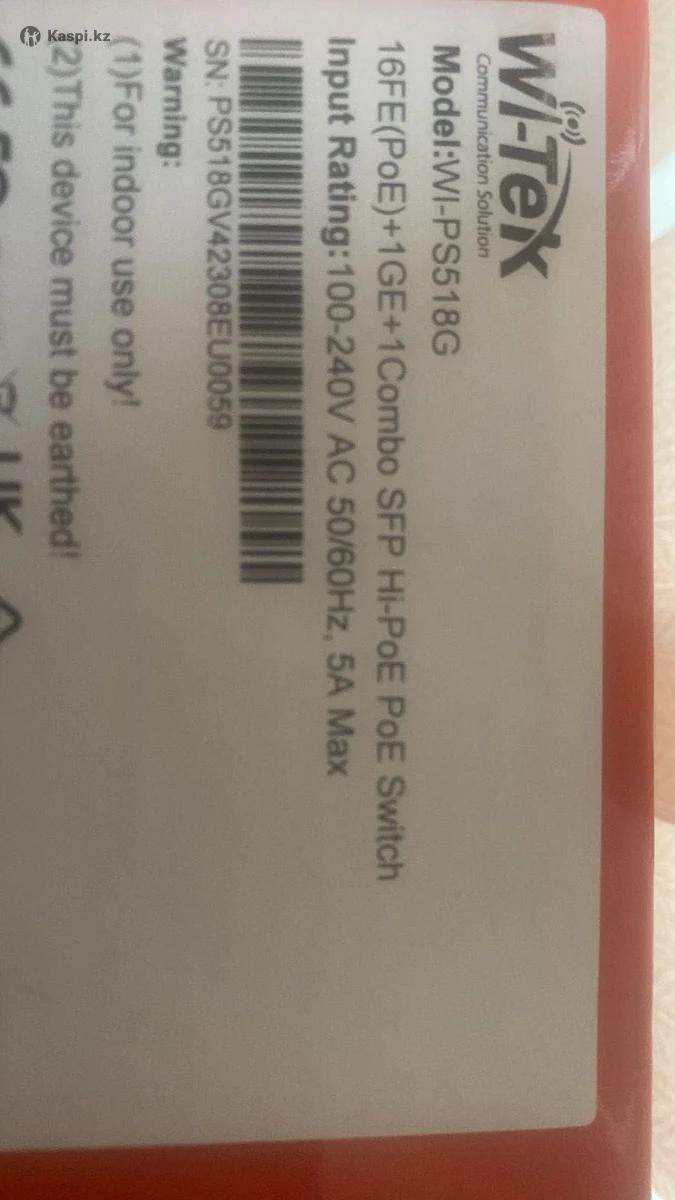 Kaspi.kz
Wi-Tek
Communication Solution
Model:WI-PS518G
16FE(PoE)+1GE+1Combo SFP Hi-PoE PoE Switch
Input Rating:100-240V AC 50/60Hz, 5A Max
SN: PS518GV42308EU0059
Warning:
(1)For indoor use only!
2)This device must be earthed!
UK